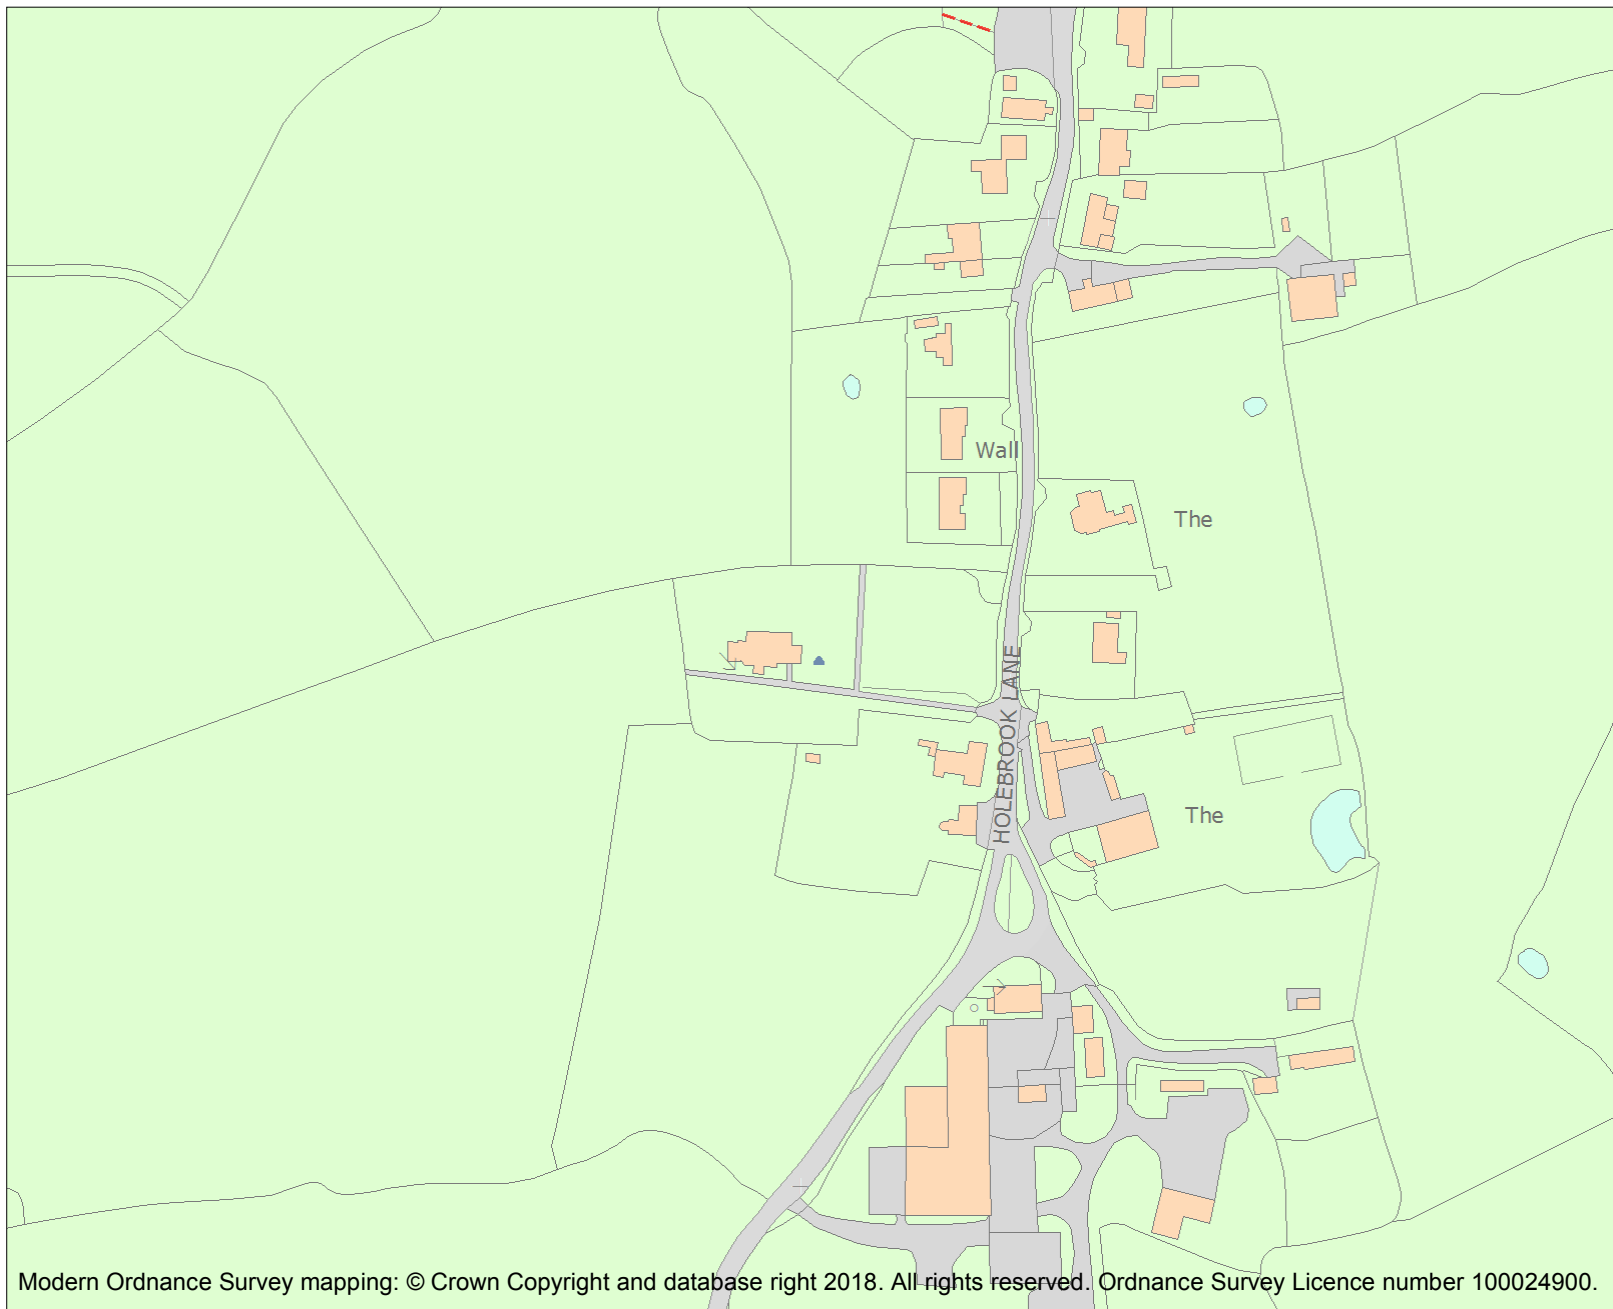 Wall
The
HOLEBROOK LANE
The
Modern Ordnance Survey mapping: © Crown Copyright and database right 2018. All rights reserved. Ordnance Survey Licence number 100024900.